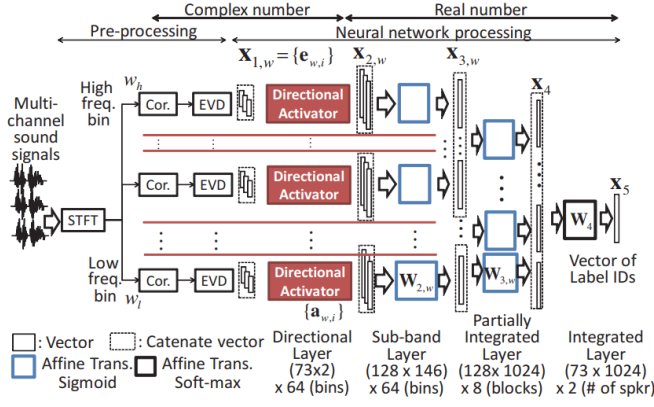 Complex number
Real number
Pre-processing
Neural network processing
x1,w = {ew,i}
x2,w
x3,w
x4
x5
Multi-
channel
sound
signals
High
freq.
bin
wh
Cor.
EVD
Directional
Activator
Cor.
EVD
Directional
Activator
STFT
W4
Vector of
Label IDs
Low
freq.
bin
wl
Cor.
EVD
Directional
Activator
{aw,i}
W2,w
W3,w
: Vector
: Catenate vector
Affine Trans.
Sigmoid
Affine Trans.
Soft-max
Directional
Layer
(73x2)
x 64 (bins)
Sub-band
Layer
(128 x 146)
x 64 (bins)
Partially
Integrated
Layer
(128x 1024)
x 8 (blocks)
Integrated
Layer
(73 x 1024)
x 2 (# of spkr)